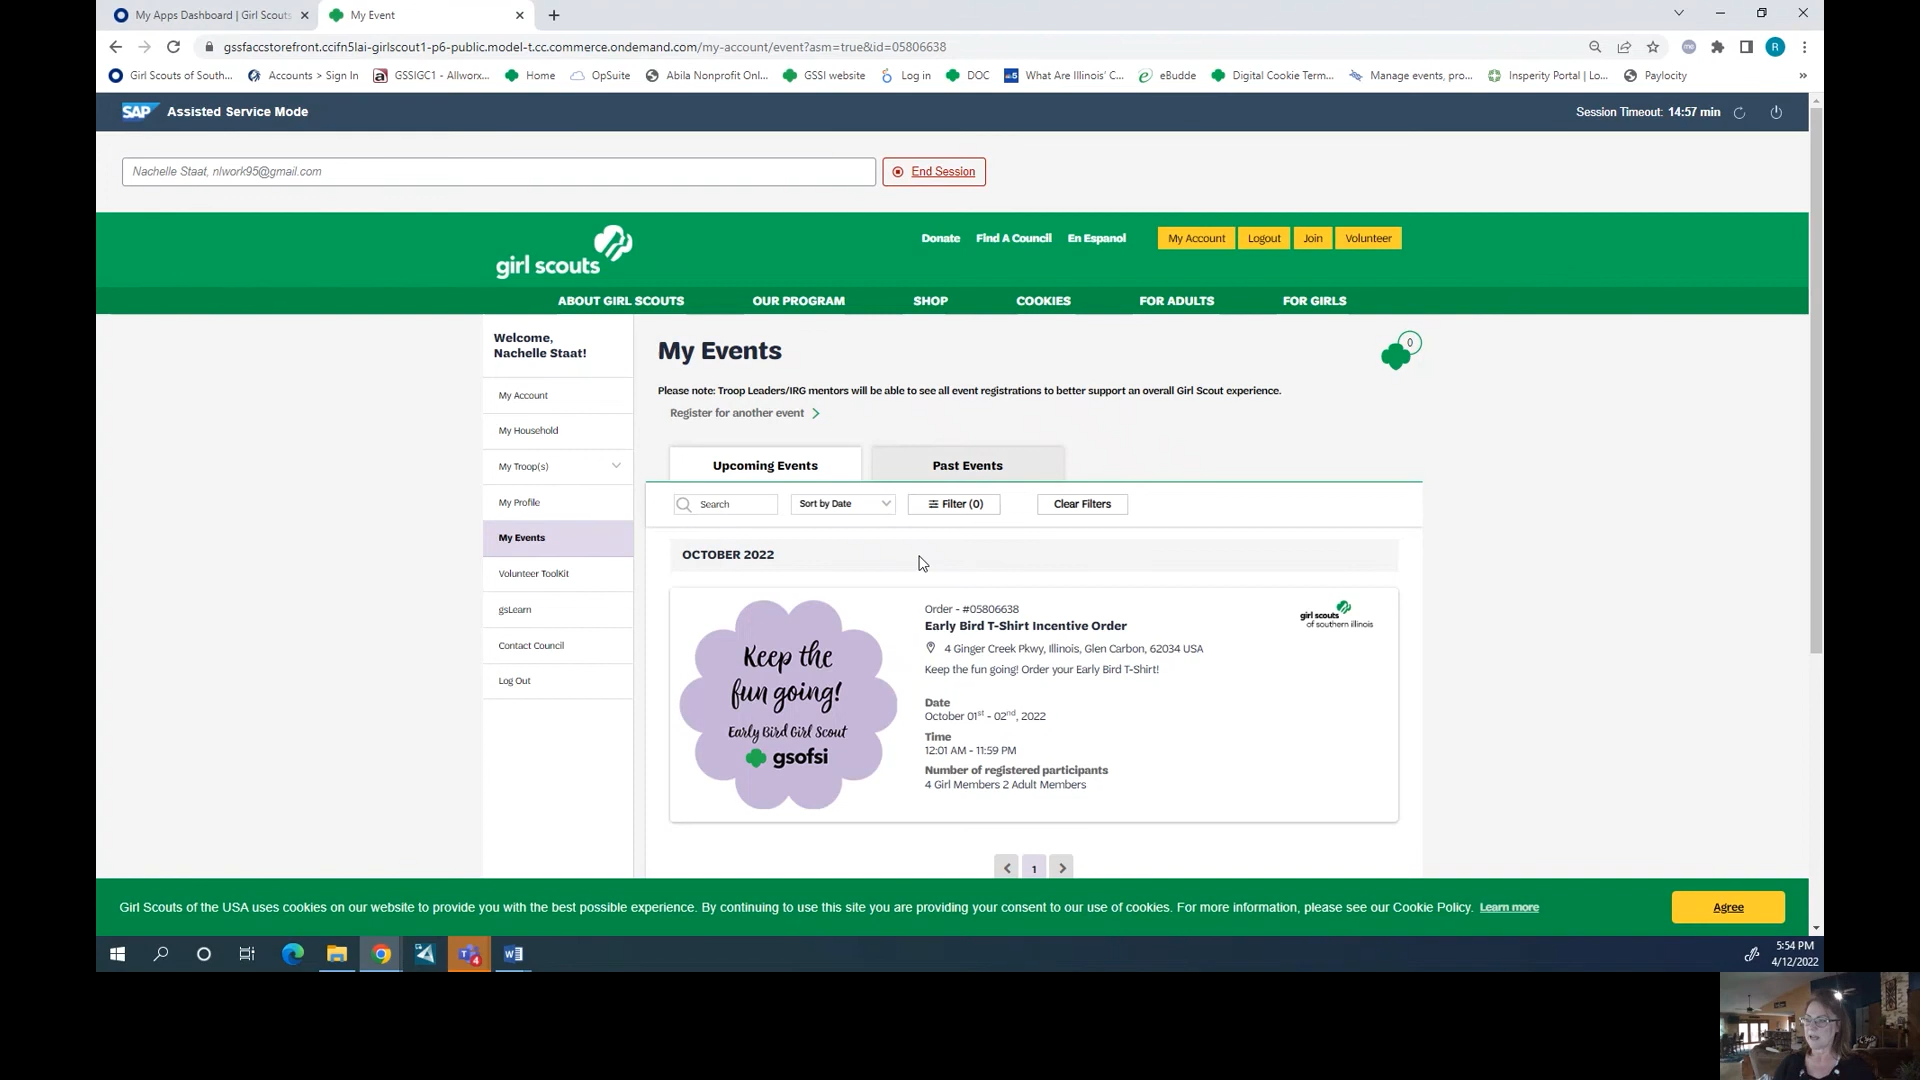 My Apps Dashboard | Girl Scouts
My Event
gssfaccstorefront.ccifn5lai-girlscout1-p6-public.model-t.cc.commerce.ondemand.com/my-account/event?asm=true&id=05806638
R
Girl Scouts of South...
Accounts > Sign In
GSSIGC1 - Allworx...
Home
OpSuite
Abila Nonprofit Onl...
GSSI website
Log in
DOC
What Are Illinois' C...
eBudde
Digital Cookie Term...
Manage events, pro...
Insperity Portal | Lo...
Paylocity
SAP
Assisted Service Mode
Session Timeout: 14:57 min
Nachelle Staat, nlwork95@gmail.com
End Session
girl scouts
Donate
Find A Council
En Espanol
My Account
Logout
Join
Volunteer
ABOUT GIRL SCOUTS
OUR PROGRAM
SHOP
COOKIES
FOR ADULTS
FOR GIRLS
Welcome,
Nachelle Staat!
My Account
My Household
My Troop(s)
My Profile
My Events
Volunteer ToolKit
gsLearn
Contact Council
Log Out
My Events
0
Please note: Troop Leaders/IRG mentors will be able to see all event registrations to better support an overall Girl Scout experience.
Register for another event
Upcoming Events
Past Events
Search
Sort by Date
Filter (0)
Clear Filters
OCTOBER 2022
Keep the
fun going!
Early Bird Girl Scout
gsofsi
Order - #05806638
Early Bird T-Shirt Incentive Order
4 Ginger Creek Pkwy, Illinois, Glen Carbon, 62034 USA
Keep the fun going! Order your Early Bird T-Shirt!
Date
October 01st - 02nd, 2022
Time
12:01 AM - 11:59 PM
Number of registered participants
4 Girl Members 2 Adult Members
girl scouts
of southern illinois
1
Girl Scouts of the USA uses cookies on our website to provide you with the best possible experience. By continuing to use this site you are providing your consent to our use of cookies. For more information, please see our Cookie Policy. Learn more
Agree
4
5:54 PM
4/12/2022